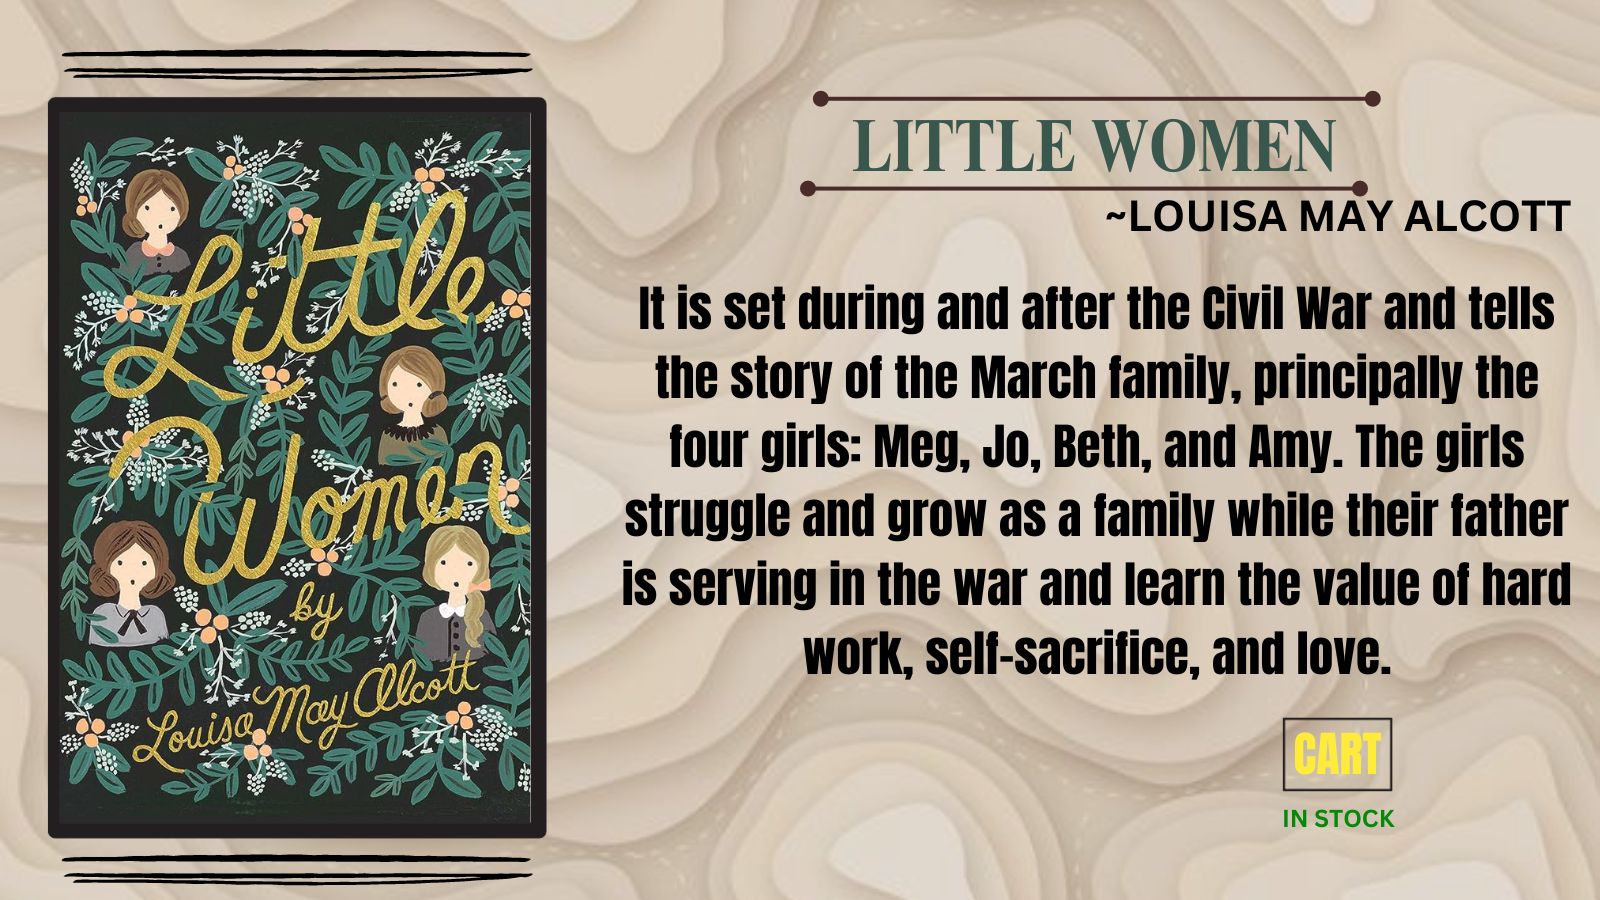 Little
Women
by
Louisa May Alcott
LITTLE WOMEN
~LOUISA MAY ALCOTT
It is set during and after the Civil War and tells
the story of the March family, principally the
four girls: Meg, Jo, Beth, and Amy. The girls
struggle and grow as a family while their father
is serving in the war and learn the value of hard
work, self-sacrifice, and love.
CART
IN STOCK